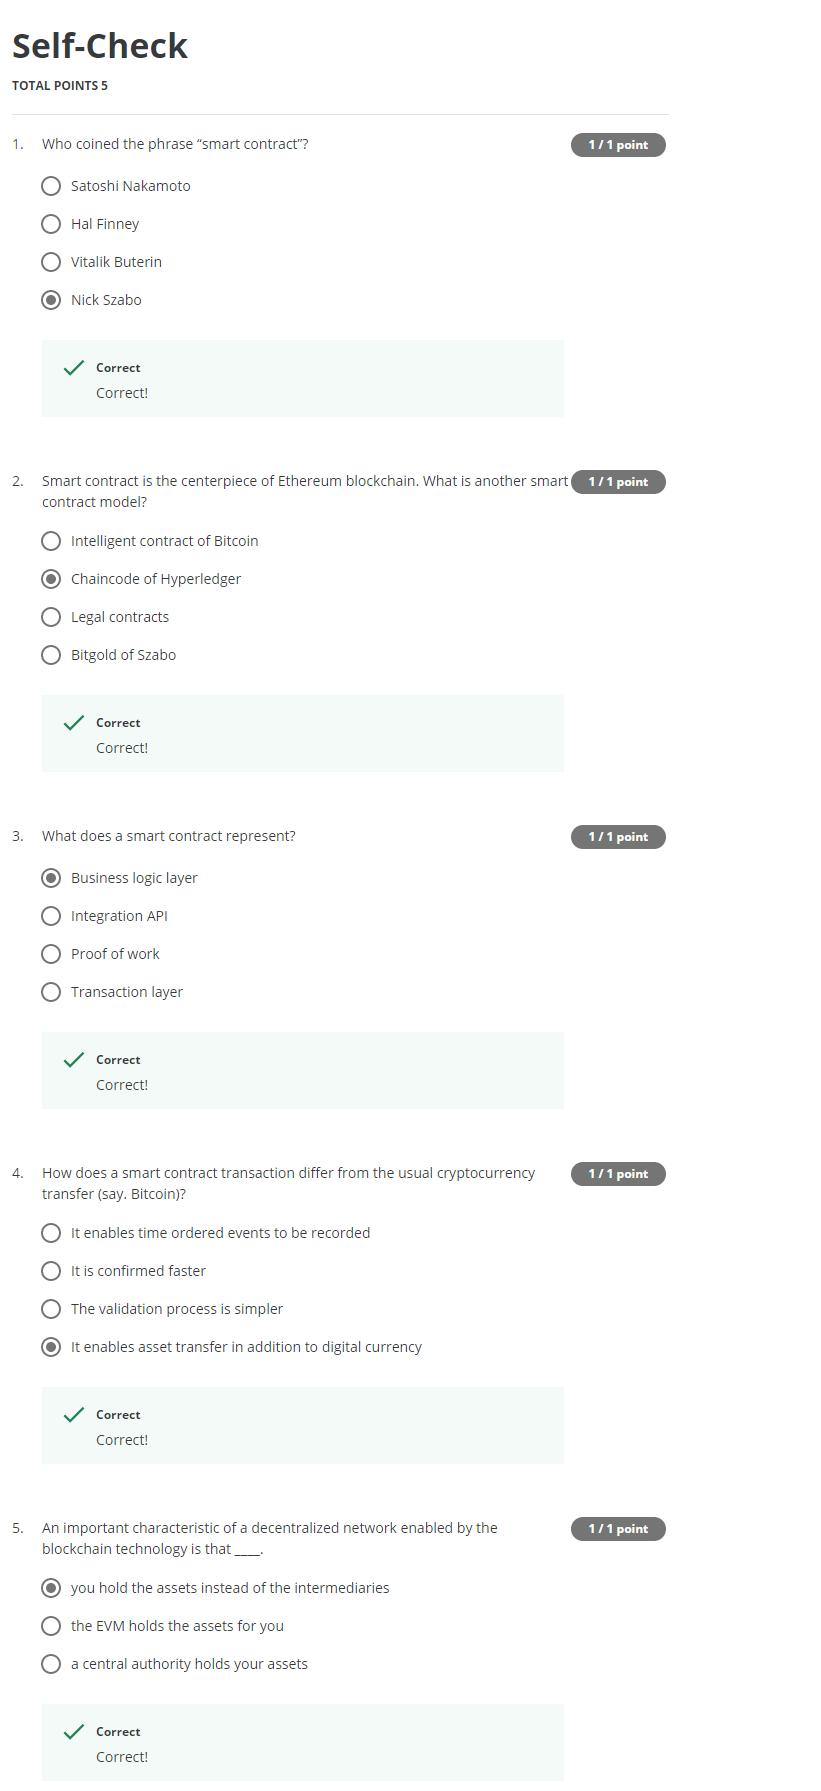 Self-Check
TOTAL POINTS 5
1. Who coined the phrase “smart contract”? 1 / 1 point
Satoshi Nakamoto
Hal Finney
Vitalik Buterin
Nick Szabo
Correct
Correct!
2. Smart contract is the centerpiece of Ethereum blockchain. What is another smart 1 / 1 point
contract model?
Intelligent contract of Bitcoin
Chaincode of Hyperledger
Legal contracts
Bitgold of Szabo
Correct
Correct!
3. What does a smart contract represent? 1 / 1 point
Business logic layer
Integration API
Proof of work
Transaction layer
Correct
Correct!
4. How does a smart contract transaction differ from the usual cryptocurrency 1 / 1 point
transfer (say. Bitcoin)?
It enables time ordered events to be recorded
It is confirmed faster
The validation process is simpler
It enables asset transfer in addition to digital currency
Correct
Correct!
5. An important characteristic of a decentralized network enabled by the 1 / 1 point
blockchain technology is that ____.
you hold the assets instead of the intermediaries
the EVM holds the assets for you
a central authority holds your assets
Correct
Correct!